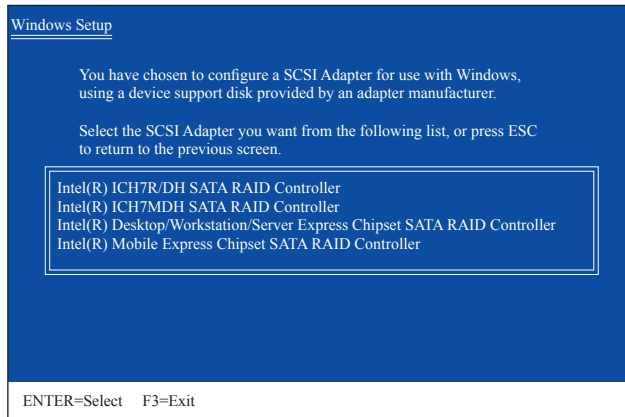 Windows Setup
You have chosen to configure a SCSI Adapter for use with Windows,
using a device support disk provided by an adapter manufacturer.
Select the SCSI Adapter you want from the following list, or press ESC
to return to the previous screen.
Intel(R) ICH7R/DH SATA RAID Controller
Intel(R) ICH7MDH SATA RAID Controller
Intel(R) Desktop/Workstation/Server Express Chipset SATA RAID Controller
Intel(R) Mobile Express Chipset SATA RAID Controller
ENTER=Select F3=Exit